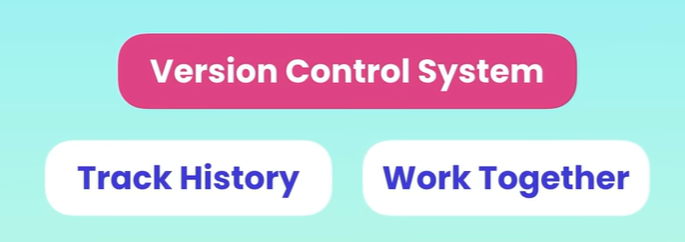 Version Control System
Track History
Work Together